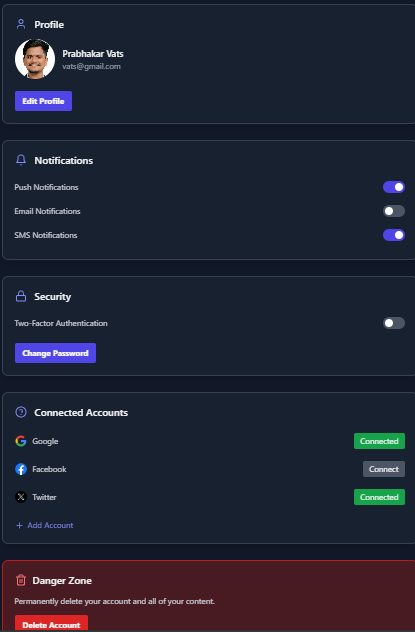 Profile
Prabhakar Vats
vats@gmail.com
Edit Profile
Notifications
Push Notifications
Email Notifications
SMS Notifications
Security
Two-Factor Authentication
Change Password
Connected Accounts
Google Connected
Facebook Connect
Twitter Connected
+ Add Account
Danger Zone
Permanently delete your account and all of your content.
Delete Account